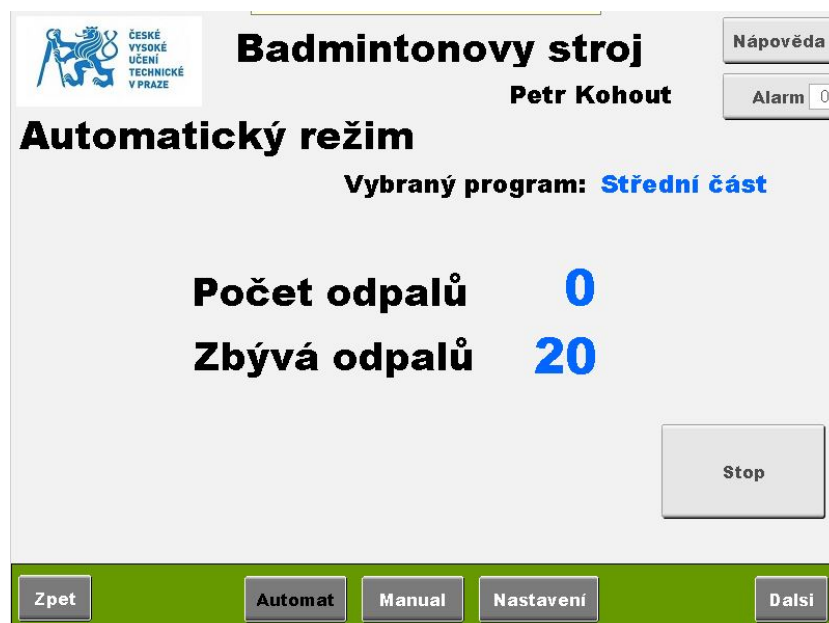 ČESKÉ
VYSOKÉ
UČENÍ
TECHNICKÉ
V PRAZE
Badmintonovy stroj
Nápověda
Petr Kohout
Alarm 0
Automatický režim
Vybraný program: Střední část
Počet odpalů 0
Zbývá odpalů 20
Stop
Zpet
Automat
Manual
Nastavení
Dalsi